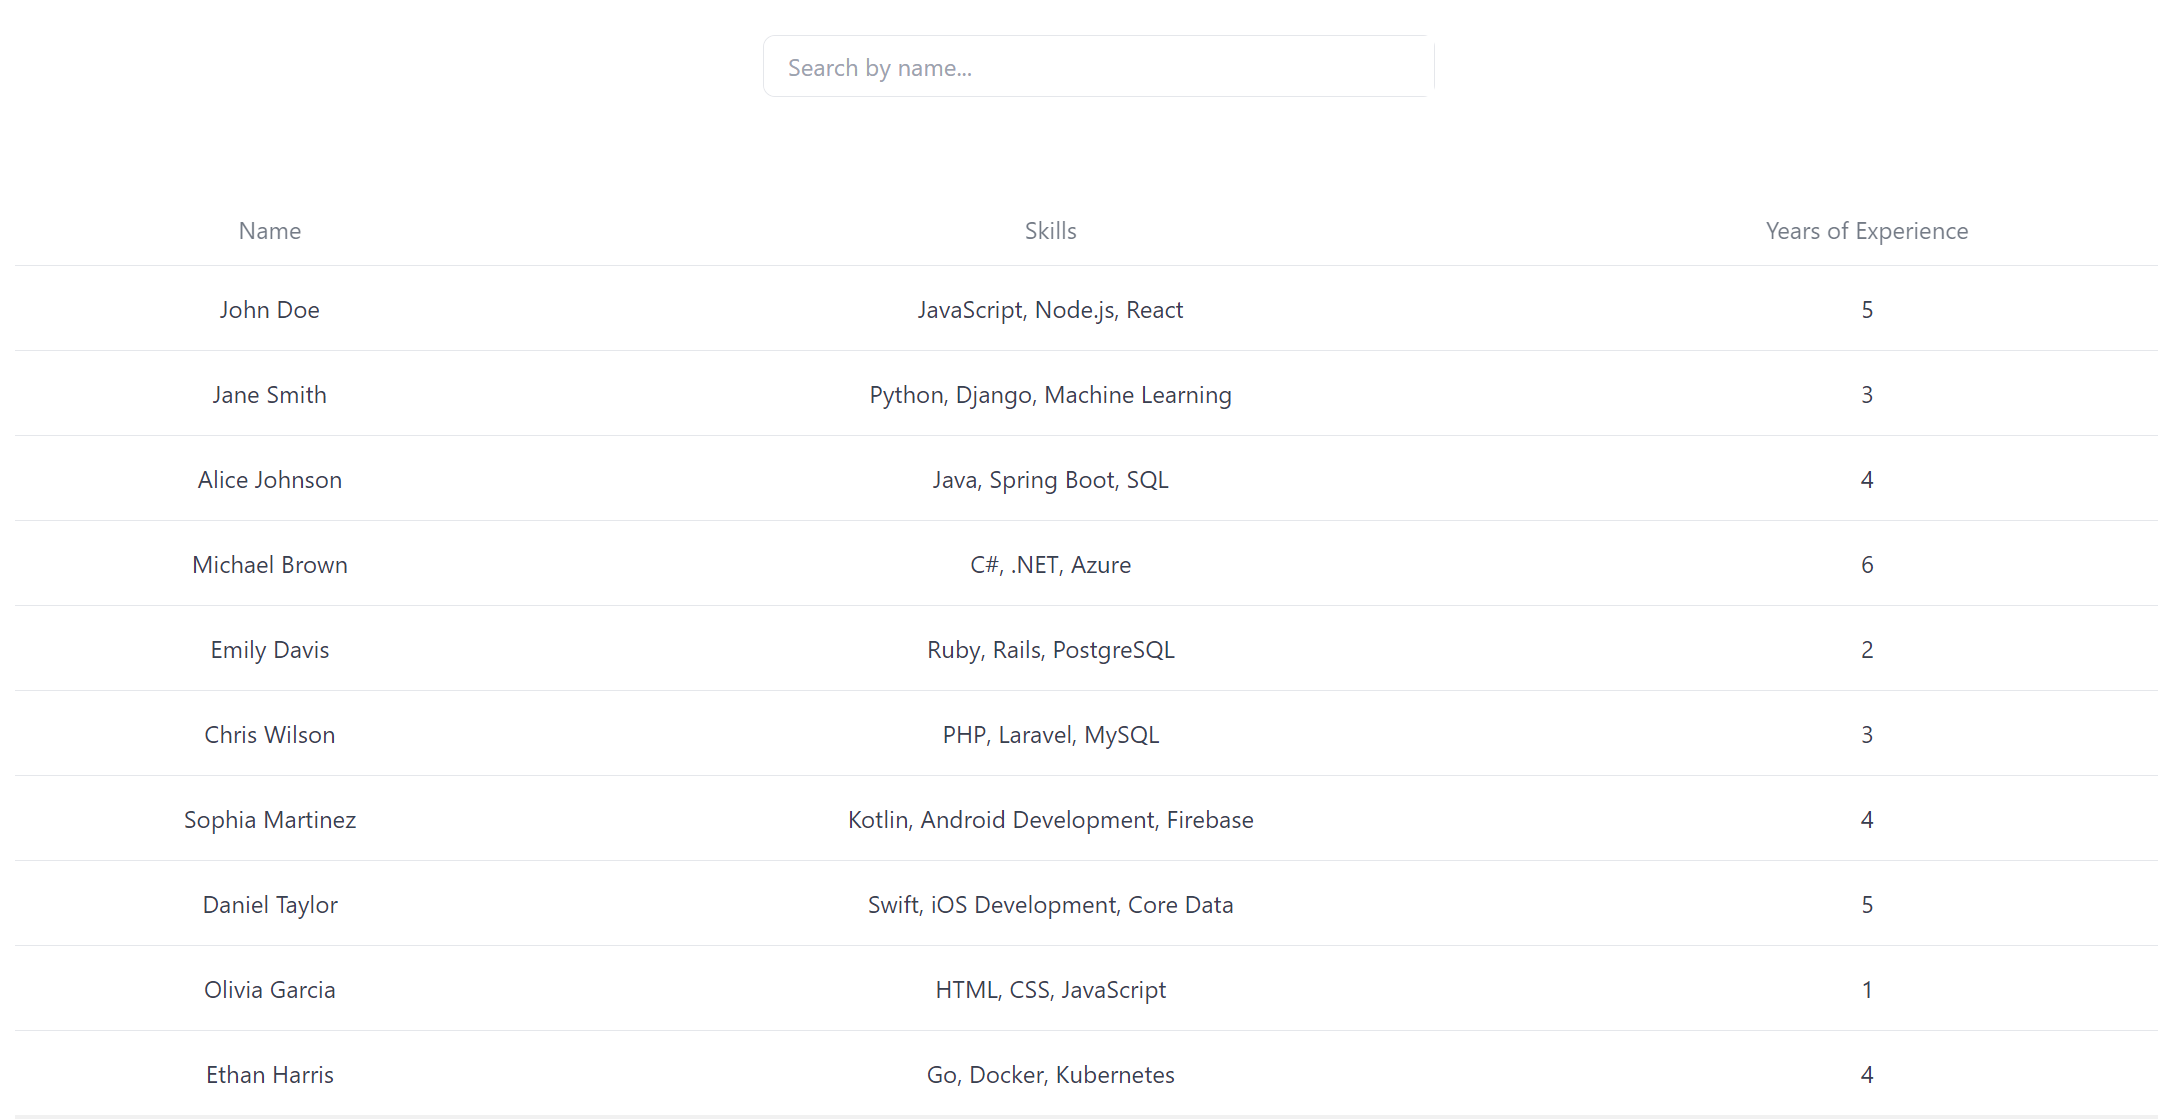 Search by name...
Name Skills Years of Experience
John Doe JavaScript, Node.js, React 5
Jane Smith Python, Django, Machine Learning 3
Alice Johnson Java, Spring Boot, SQL 4
Michael Brown C#, .NET, Azure 6
Emily Davis Ruby, Rails, PostgreSQL 2
Chris Wilson PHP, Laravel, MySQL 3
Sophia Martinez Kotlin, Android Development, Firebase 4
Daniel Taylor Swift, iOS Development, Core Data 5
Olivia Garcia HTML, CSS, JavaScript 1
Ethan Harris Go, Docker, Kubernetes 4